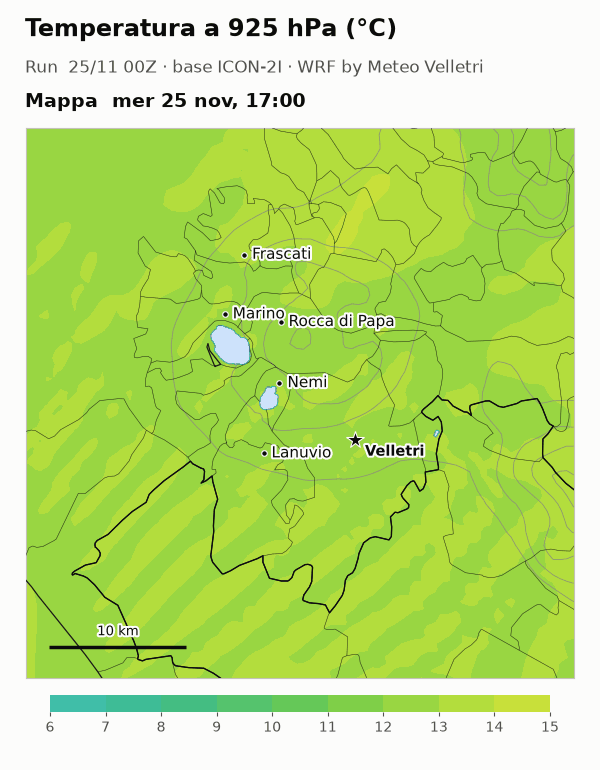 Temperatura a 925 hPa (°C)
Run  25/11 00Z · base ICON-2I · WRF by Meteo Velletri
Mappa  mer 25 nov, 17:00
Frascati
Marino
Rocca di Papa
Nemi
Velletri
Lanuvio
10 km
6 7 8 9 10 11 12 13 14 15